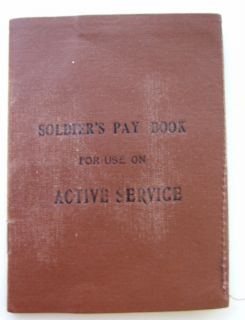 SOLDIER'S PAY BOOK
FOR USE ON
ACTIVE SERVICE